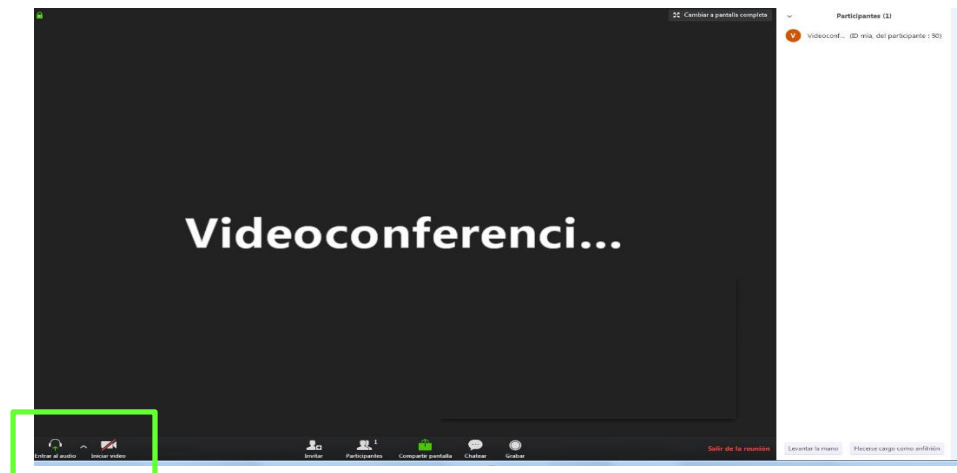 Cambiar a pantalla completa
Participantes (1)
V
Videoconf... (ID mía, del participante : 50)
Videoconferenci...
Entrar al audio
Iniciar video
Invitar
Participantes
1
Compartir pantalla
Chatear
Grabar
Salir de la reunión
Levantar la mano
Hacerse cargo como anfitrión